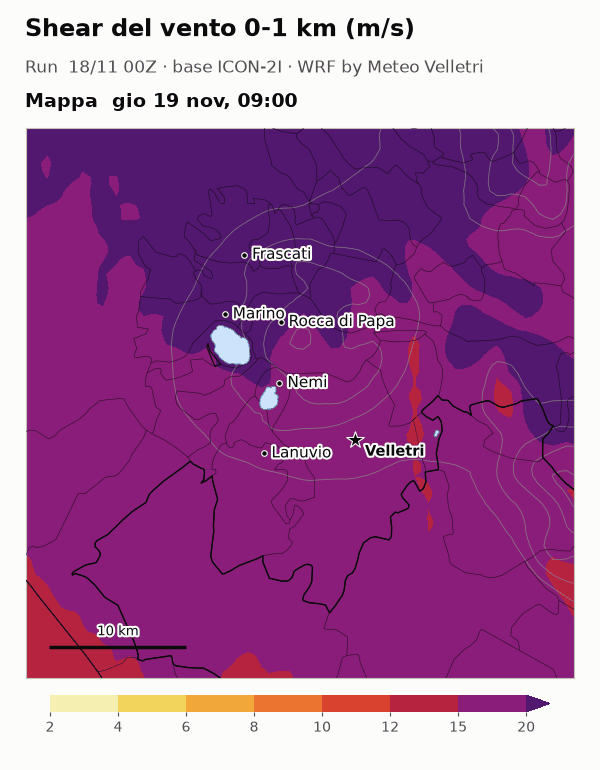 Shear del vento 0-1 km (m/s)
Run  18/11 00Z · base ICON-2I · WRF by Meteo Velletri
Mappa  gio 19 nov, 09:00
Frascati
Marino
Rocca di Papa
Nemi
Velletri
Lanuvio
10 km
2 4 6 8 10 12 15 20